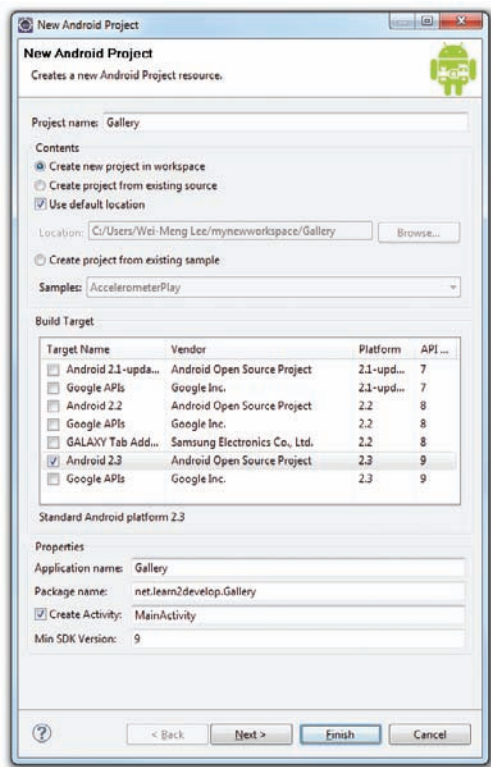 New Android Project
New Android Project
Creates a new Android Project resource.
Project name: Gallery
Contents
Create new project in workspace
Create project from existing source
Use default location
Location: C:/Users/Wei-Meng Lee/mynewworkspace/Gallery Browse...
Create project from existing sample
Samples: AccelerometerPlay
Build Target
Target Name Vendor Platform API ...
Android 2.1-upda... Android Open Source Project 2.1-upd... 7
Google APIs Google Inc. 2.1-upd... 7
Android 2.2 Android Open Source Project 2.2 8
Google APIs Google Inc. 2.2 8
GALAXY Tab Add... Samsung Electronics Co., Ltd. 2.2 8
Android 2.3 Android Open Source Project 2.3 9
Google APIs Google Inc. 2.3 9
Standard Android platform 2.3
Properties
Application name: Gallery
Package name: net.learn2develop.Gallery
Create Activity: MainActivity
Min SDK Version: 9
? < Back Next > Finish Cancel